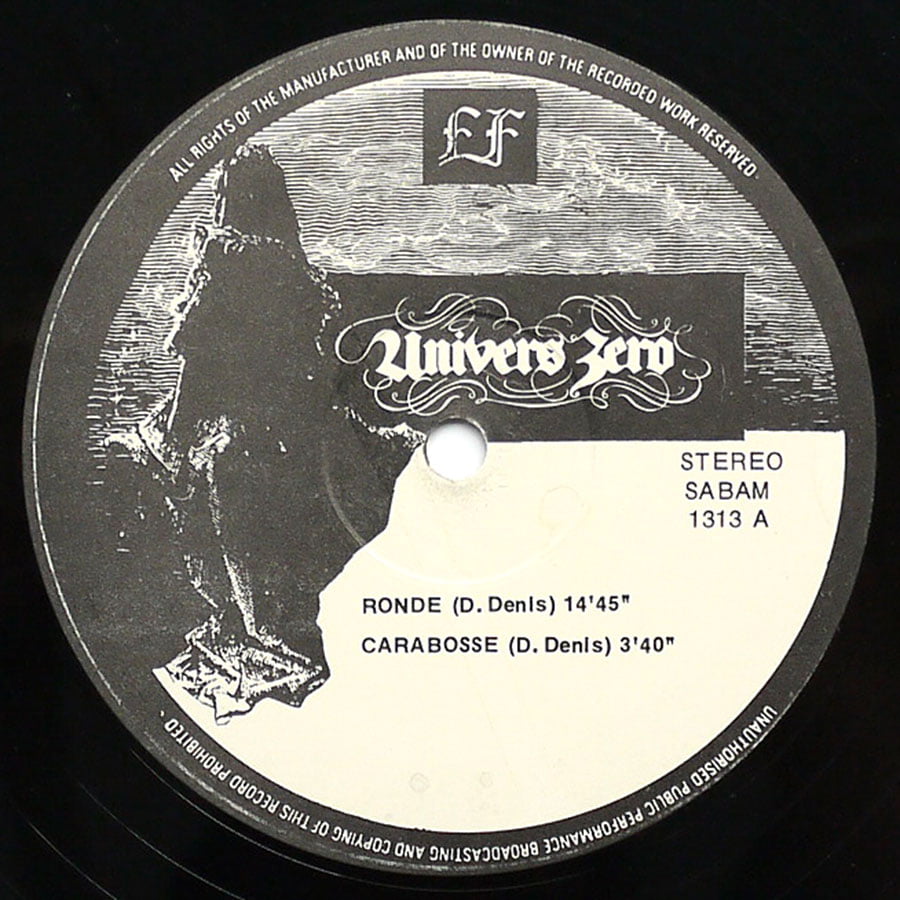 ALL RIGHTS OF THE MANUFACTURER AND OF THE OWNER OF THE RECORDED WORK RESERVED
EF
Univers Zero
STEREO
SABAM
1313 A
RONDE (D. Denis) 14'45"
CARABOSSE (D. Denis) 3'40"
UNAUTHORISED PUBLIC PERFORMANCE BROADCASTING AND COPYING OF THIS RECORD PROHIBITED